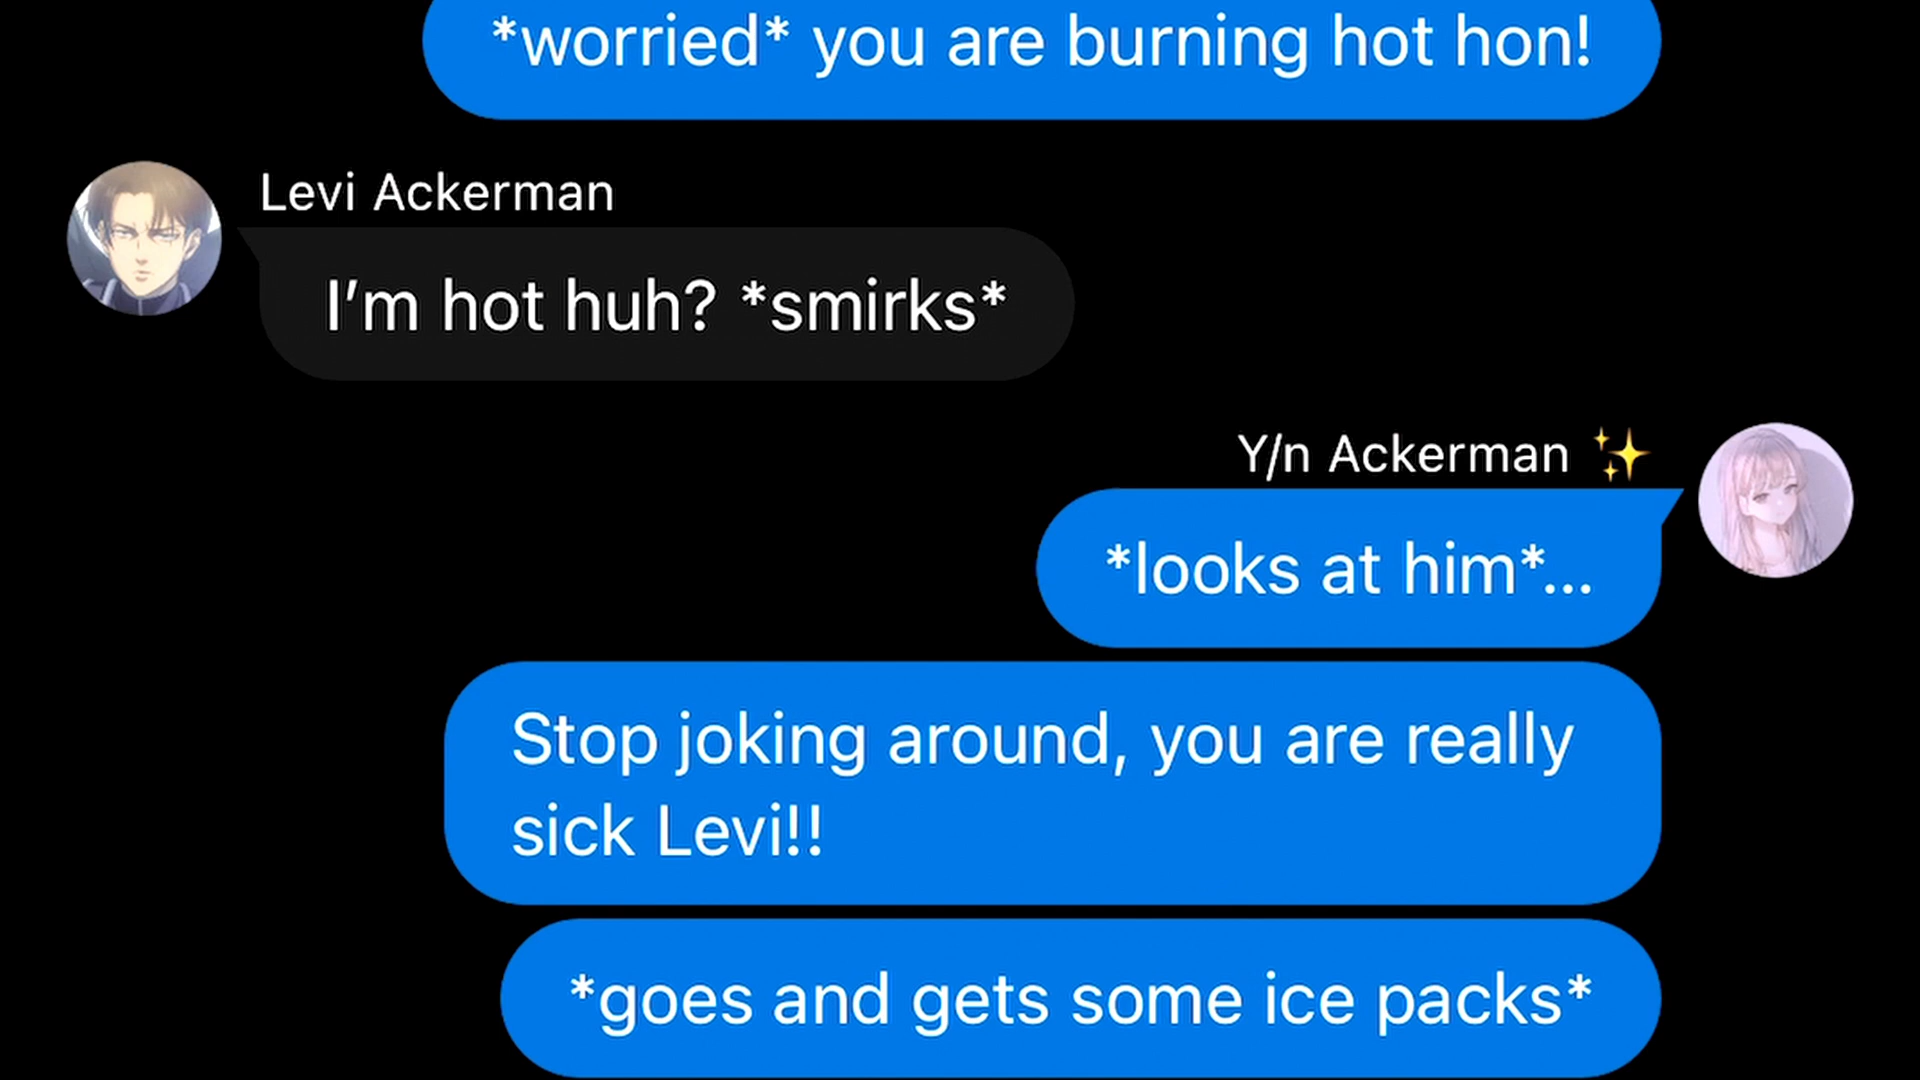 *worried* you are burning hot hon!
Levi Ackerman
I’m hot huh? *smirks*
Y/n Ackerman ✨
*looks at him*...
Stop joking around, you are really
sick Levi!!
*goes and gets some ice packs*